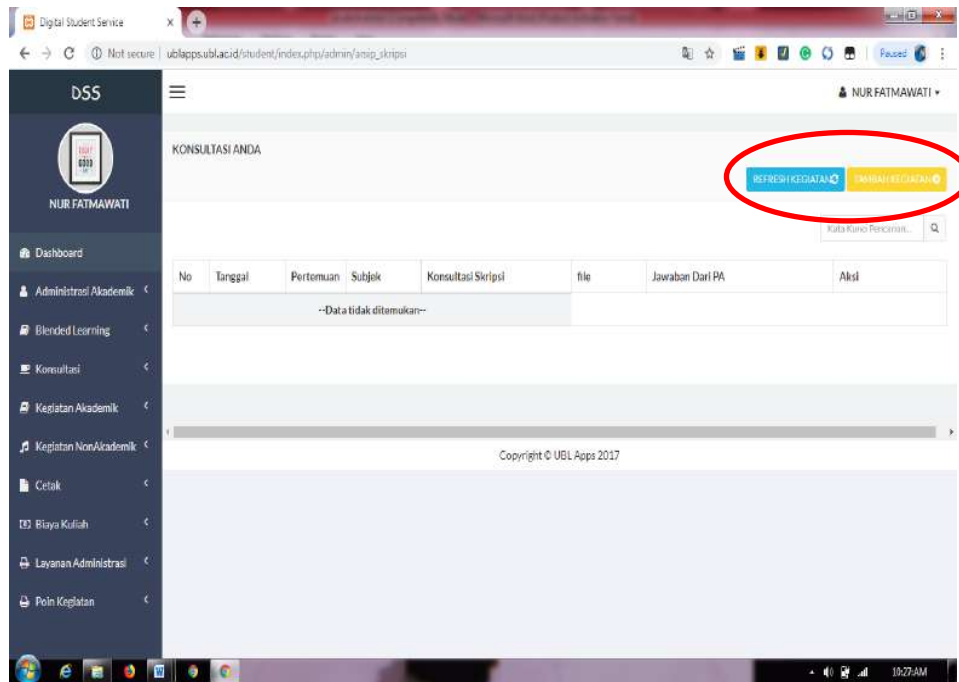 Digital Student Service
Not secure | ublapps.ubl.ac.id/student/index.php/admin/arsip_skripsi
Paused
DSS
NUR FATMAWATI
GOOD
NUR FATMAWATI
KONSULTASI ANDA
REFRESH KEGIATAN
TAMBAH KEGIATAN
Kata Kunci Pencarian...
Dashboard
Administrasi Akademik
Blended Learning
Konsultasi
Kegiatan Akademik
Kegiatan NonAkademik
Cetak
Biaya Kuliah
Layanan Administrasi
Poin Kegiatan
No Tanggal Pertemuan Subjek Konsultasi Skripsi file Jawaban Dari PA Aksi
--Data tidak ditemukan--
Copyright © UBL Apps 2017
10:27 AM